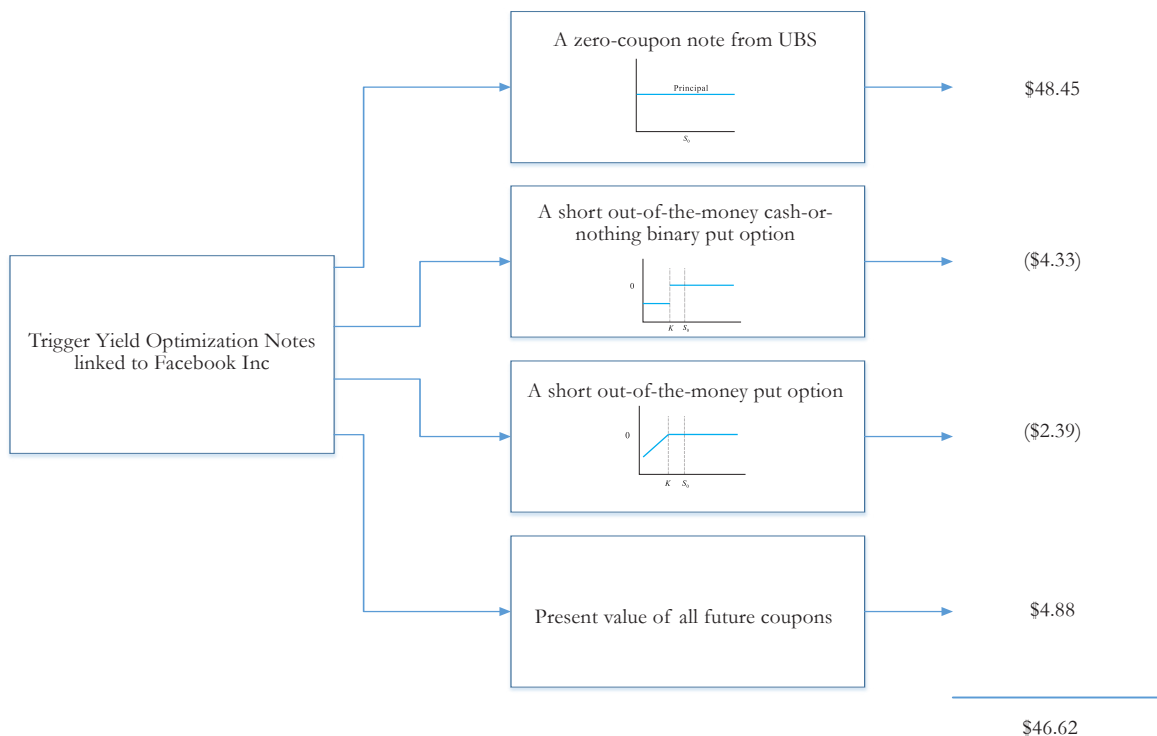 A zero-coupon note from UBS
Principal
S0
$48.45
A short out-of-the-money cash-or-
nothing binary put option
0
K
S0
($4.33)
Trigger Yield Optimization Notes
linked to Facebook Inc
A short out-of-the-money put option
0
K
S0
($2.39)
Present value of all future coupons
$4.88
$46.62